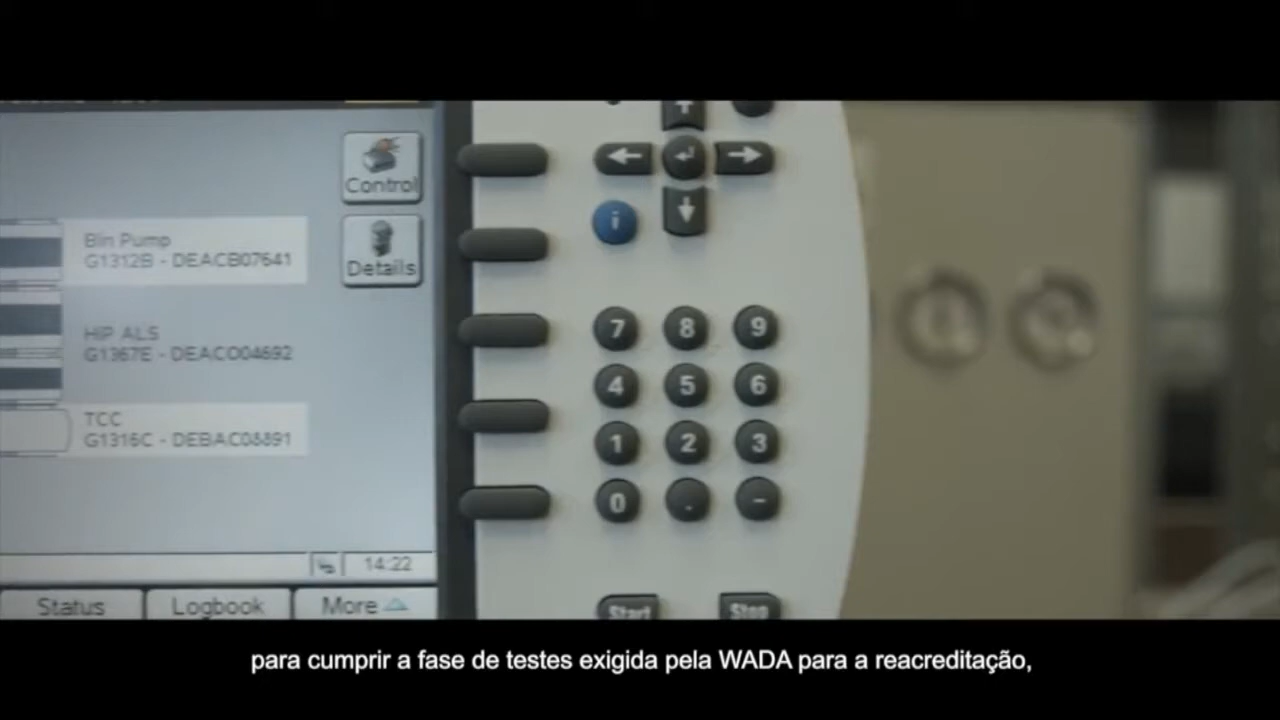 Control
Bin Pump
G1312B - DEACB07641
Details
HiP ALS
G1367E - DEACO04692
TCC
G1316C - DEBAC08891
14:22
Status
Logbook
More
i
7 8 9
4 5 6
1 2 3
0 . -
Start
Stop
para cumprir a fase de testes exigida pela WADA para a reacreditação,